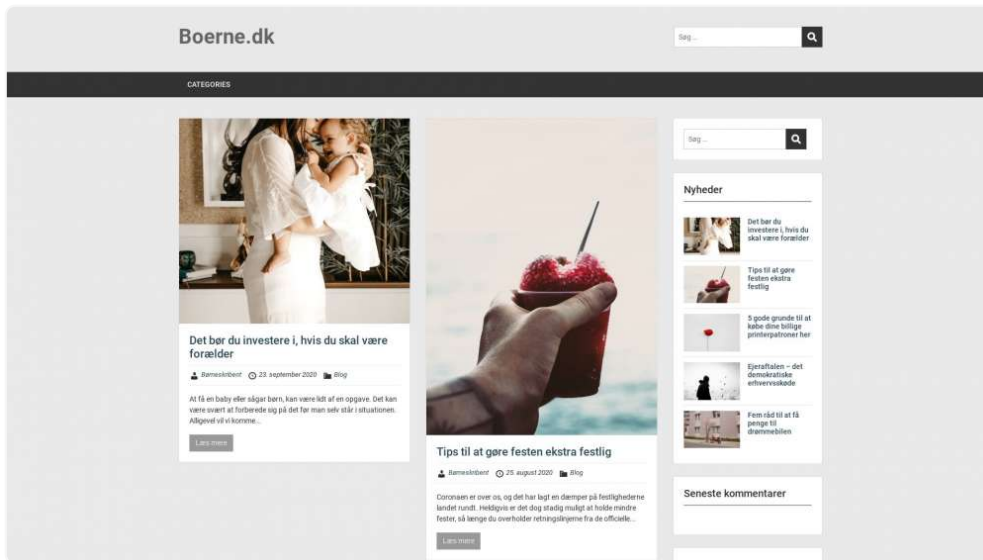 Boerne.dk
Søg ...
CATEGORIES
Det bør du investere i, hvis du skal være
forælder
Børneskribent 23. september 2020 Blog
At få en baby eller sågar børn, kan være lidt af en opgave. Det kan
være svært at forberede sig på det før man selv står i situationen.
Alligevel vil vi komme...
Læs mere
Tips til at gøre festen ekstra festlig
Børneskribent 25. august 2020 Blog
Coronaen er over os, og det har lagt en dæmper på festlighederne
landet rundt. Heldigvis er det dog stadig muligt at holde mindre
fester, så længe du overholder retningslinjerne fra de officielle...
Læs mere
Søg ...
Nyheder
Det bør du
investere i, hvis du
skal være forælder
Tips til at gøre
festen ekstra
festlig
5 gode grunde til at
købe dine billige
printerpatroner her
Ejeraftalen – det
demokratiske
erhvervsskøde
Fem råd til at få
penge til
drømmebilen
Seneste kommentarer